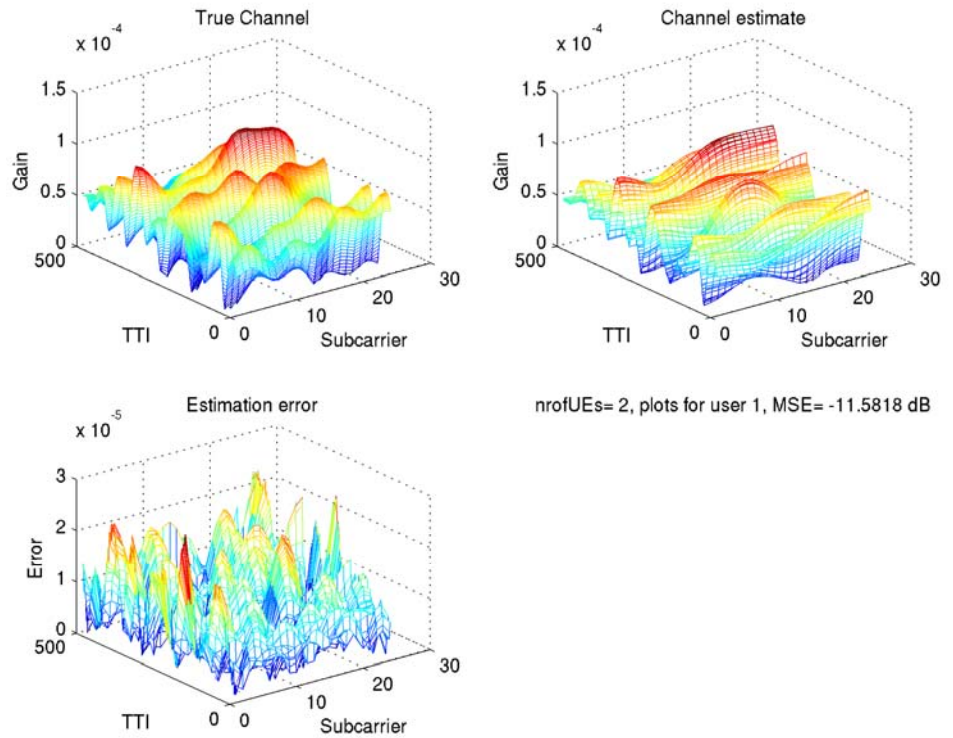 True Channel
x 10^-4
1.5
1
0.5
0
Gain
500
0
TTI
0
10
20
30
Subcarrier
Channel estimate
x 10^-4
1.5
1
0.5
0
Gain
500
0
TTI
0
10
20
30
Subcarrier
Estimation error
x 10^-5
3
2
1
0
Error
500
0
TTI
0
10
20
30
Subcarrier
nrofUEs= 2, plots for user 1, MSE= -11.5818 dB